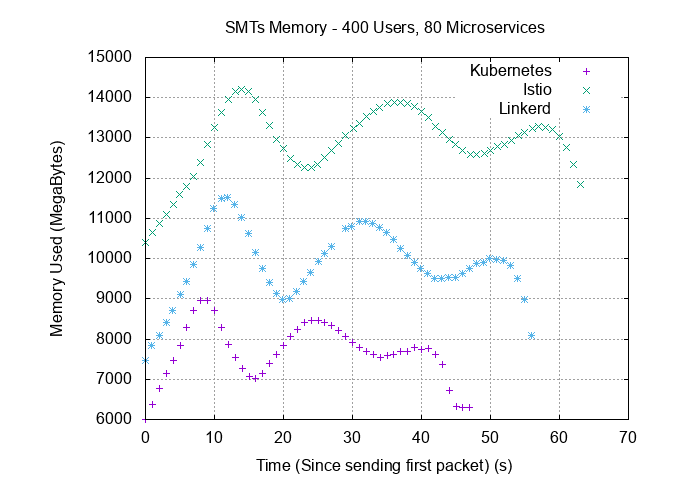 SMTs Memory - 400 Users, 80 Microservices
15000
14000
13000
12000
11000
10000
9000
8000
7000
6000
Memory Used (MegaBytes)
Kubernetes
Istio
Linkerd
0 10 20 30 40 50 60 70
Time (Since sending first packet) (s)